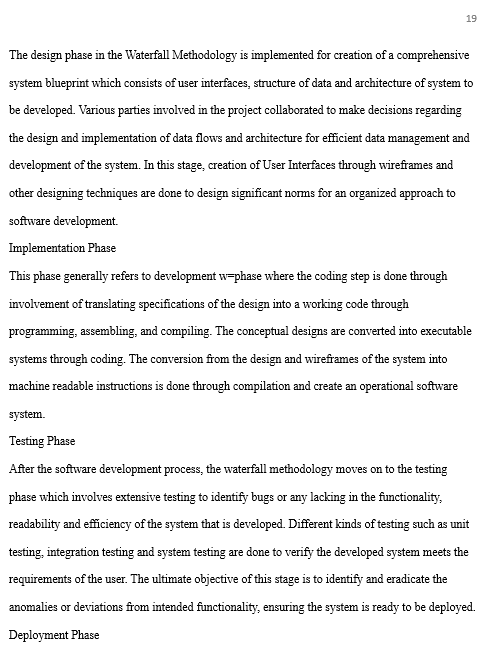 19
The design phase in the Waterfall Methodology is implemented for creation of a comprehensive
system blueprint which consists of user interfaces, structure of data and architecture of system to
be developed. Various parties involved in the project collaborated to make decisions regarding
the design and implementation of data flows and architecture for efficient data management and
development of the system. In this stage, creation of User Interfaces through wireframes and
other designing techniques are done to design significant norms for an organized approach to
software development.
Implementation Phase
This phase generally refers to development w=phase where the coding step is done through
involvement of translating specifications of the design into a working code through
programming, assembling, and compiling. The conceptual designs are converted into executable
systems through coding. The conversion from the design and wireframes of the system into
machine readable instructions is done through compilation and create an operational software
system.
Testing Phase
After the software development process, the waterfall methodology moves on to the testing
phase which involves extensive testing to identify bugs or any lacking in the functionality,
readability and efficiency of the system that is developed. Different kinds of testing such as unit
testing, integration testing and system testing are done to verify the developed system meets the
requirements of the user. The ultimate objective of this stage is to identify and eradicate the
anomalies or deviations from intended functionality, ensuring the system is ready to be deployed.
Deployment Phase